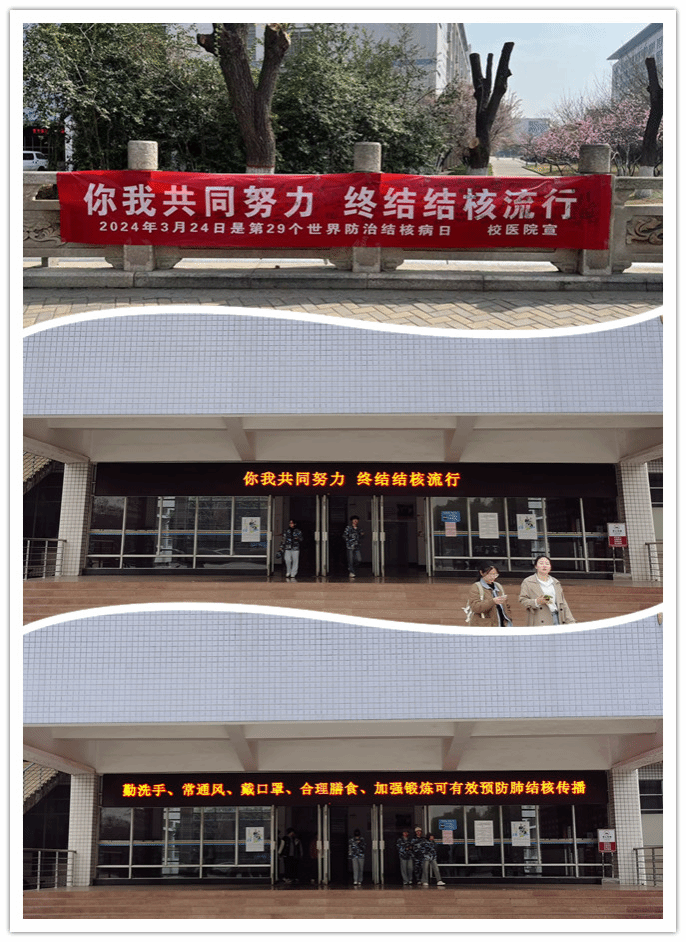 你我共同努力 终结结核流行
2024年3月24日是第29个世界防治结核病日 校医院宣
你我共同努力 终结结核流行
勤洗手、常通风、戴口罩、合理膳食、加强锻炼可有效预防肺结核传播